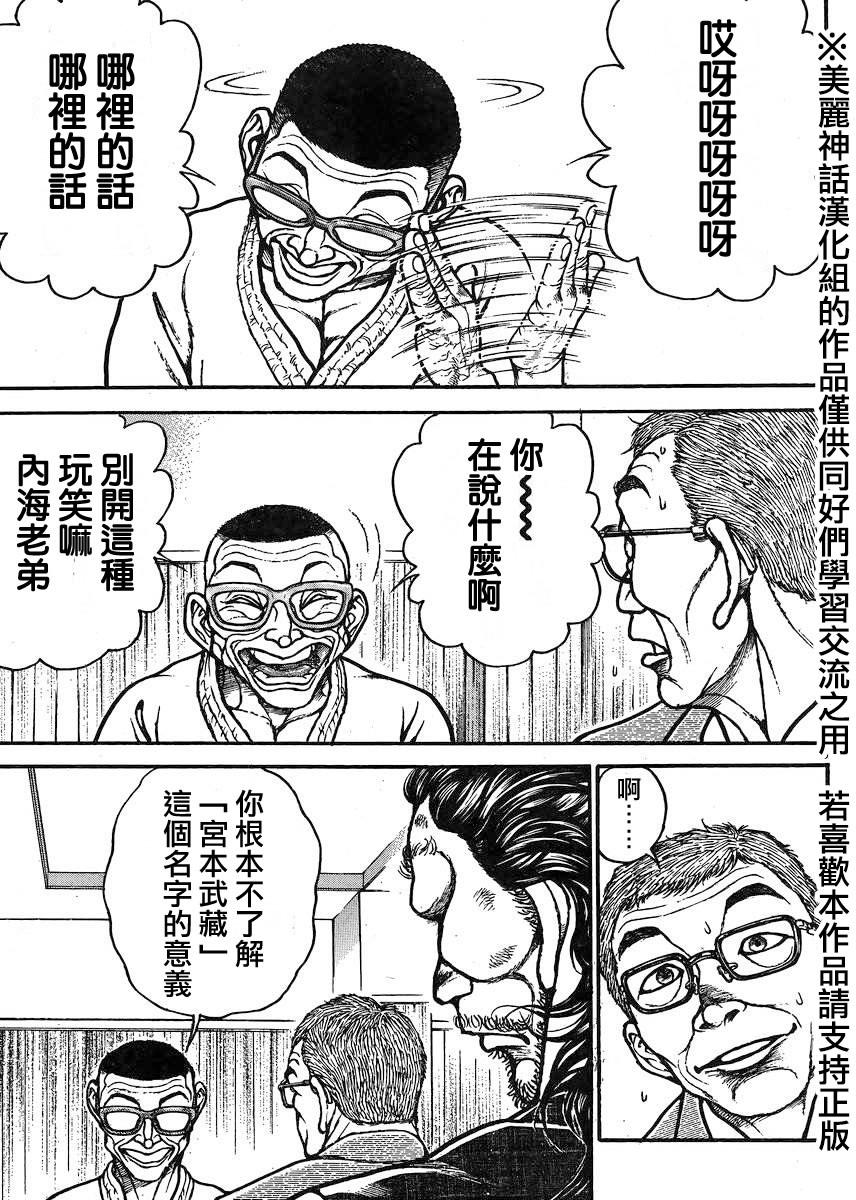 哎呀呀呀呀呀
哪裡的話
哪裡的話
你~~
在說什麼啊
別開這種
玩笑嘛
內海老弟
啊……
你根本不了解
「宮本武藏」
這個名字的意義
※美麗神話漢化組的作品僅供同好們學習交流之用-若喜歡本作品請支持正版